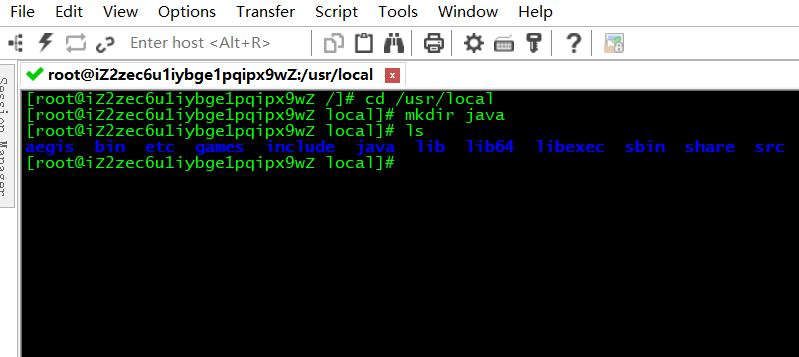 File Edit View Options Transfer Script Tools Window Help
Enter host <Alt+R>
Session Manager
root@iZ2zec6u1iybge1pqipx9wZ:/usr/local
[root@iZ2zec6u1iybge1pqipx9wZ /]# cd /usr/local
[root@iZ2zec6u1iybge1pqipx9wZ local]# mkdir java
[root@iZ2zec6u1iybge1pqipx9wZ local]# ls
aegis bin etc games include java lib lib64 libexec sbin share src
[root@iZ2zec6u1iybge1pqipx9wZ local]#